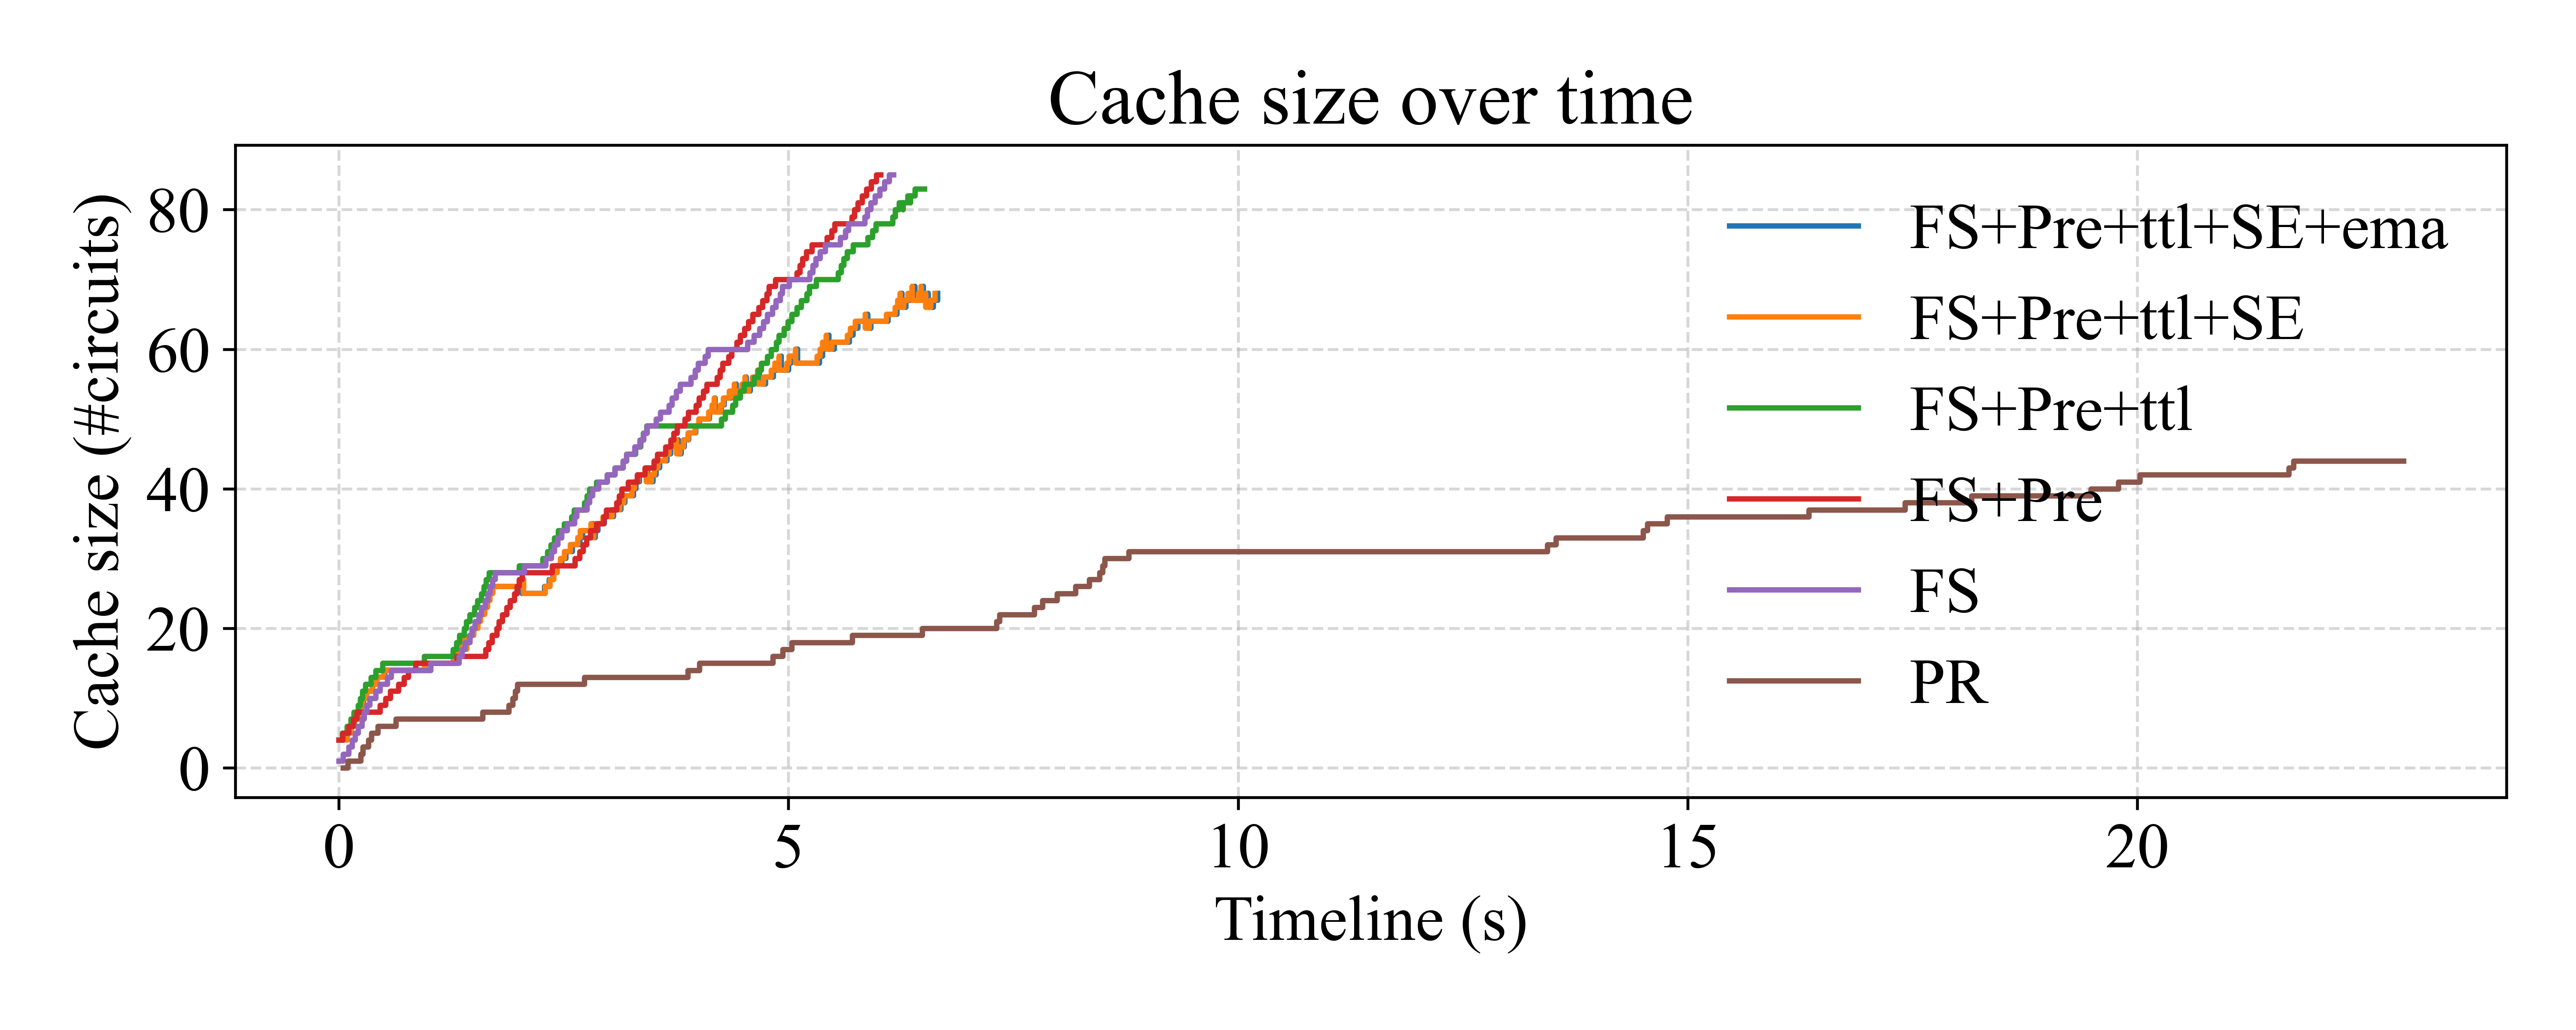 Cache size over time
Cache size (#circuits)
80
60
40
20
0
FS+Pre+ttl+SE+ema
FS+Pre+ttl+SE
FS+Pre+ttl
FS+Pre
FS
PR
0 5 10 15 20
Timeline (s)